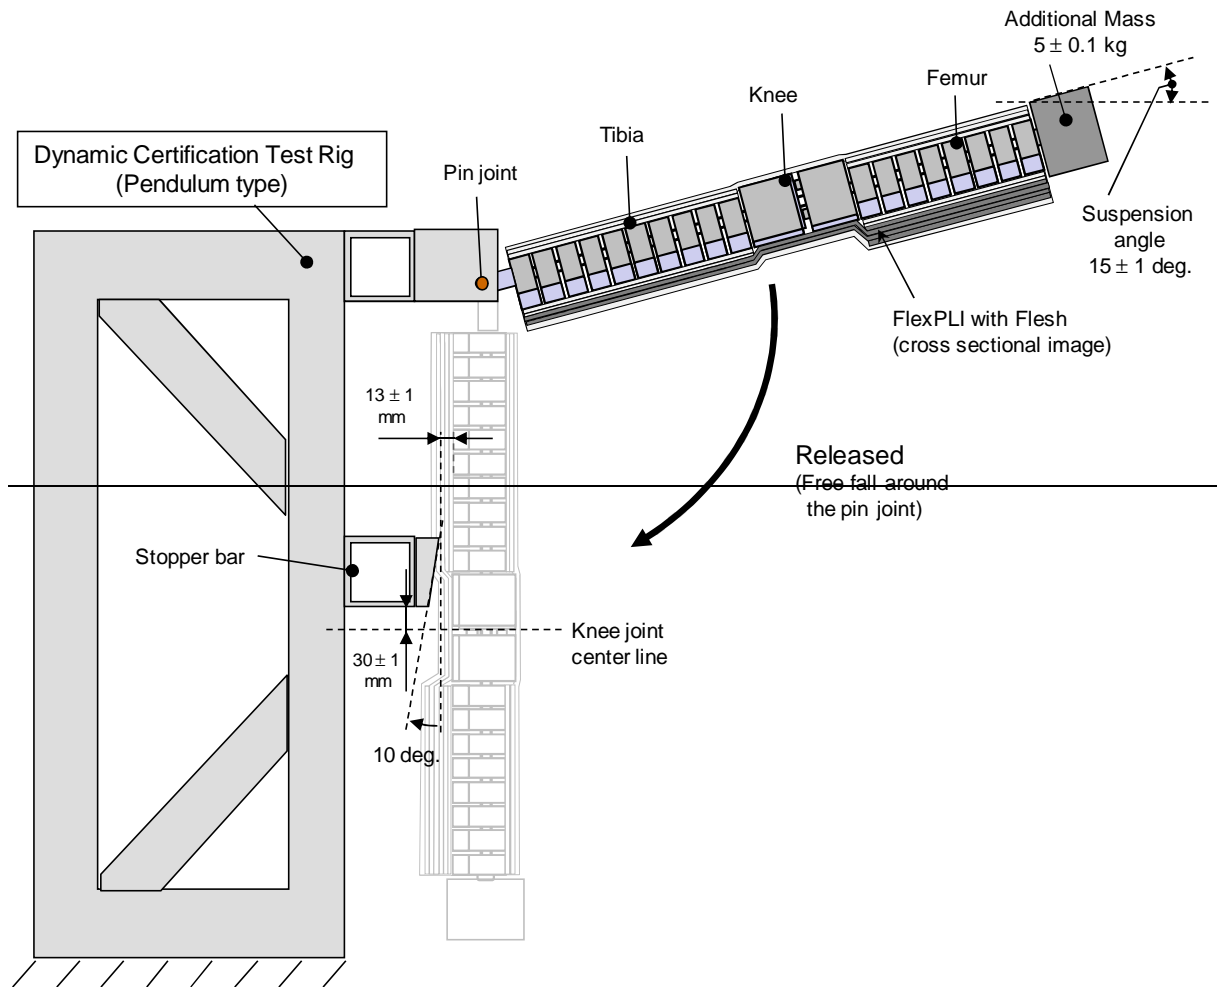 Additional Mass
5 ± 0.1 kg
Femur
Knee
Tibia
Dynamic Certification Test Rig
(Pendulum type)
Pin joint
Suspension
angle
15 ± 1 deg.
FlexPLI with Flesh
(cross sectional image)
13 ± 1
mm
Released
(Free fall around
the pin joint)
Stopper bar
Knee joint
center line
30 ± 1
mm
10 deg.